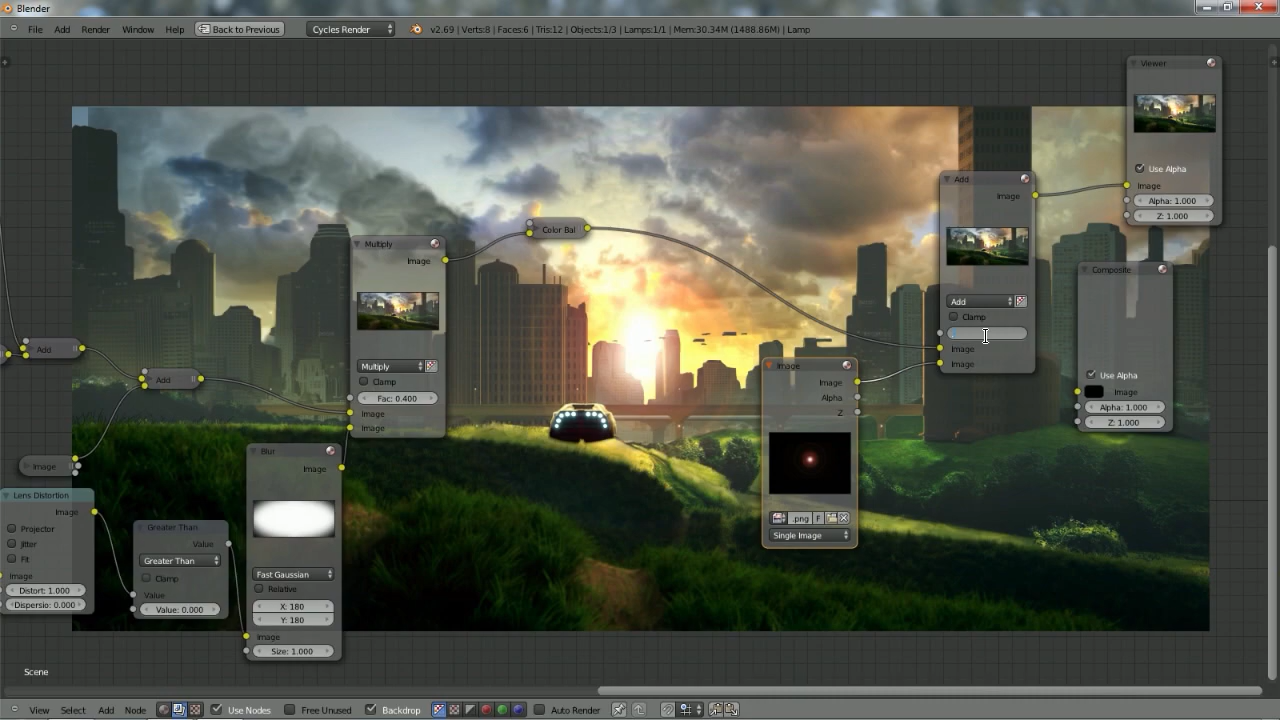 Blender
File Add Render Window Help Back to Previous Cycles Render v2.69 | Verts:8 | Faces:6 | Tris:12 | Objects:1/3 | Lamps:1/1 | Mem:30.34M (1488.86M) | Lamp
Viewer
Use Alpha
Image
Alpha: 1.000
Z: 1.000
Add
Image
Add
Clamp
Image
Image
Composite
Use Alpha
Image
Alpha: 1.000
Z: 1.000
Color Bal
Multiply
Image
Multiply
Clamp
Fac: 0.400
Image
Image
Image
Image
Alpha
Z
.png F
Single Image
Add
Add
Image
Lens Distortion
Image
Projector
Jitter
Fit
Image
Distort: 1.000
Dispersio: 0.000
Greater Than
Value
Greater Than
Clamp
Value
Value: 0.000
Blur
Image
Fast Gaussian
Relative
X: 180
Y: 180
Image
Size: 1.000
Scene
View Select Add Node Use Nodes Free Unused Backdrop Auto Render